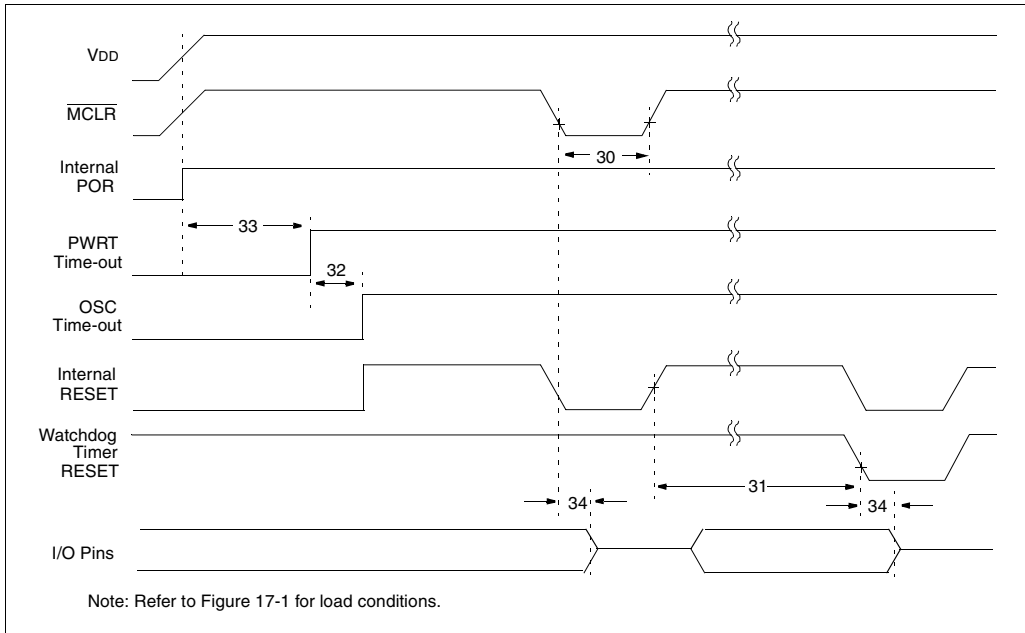 VDD
MCLR
30
Internal
POR
33
PWRT
Time-out
32
OSC
Time-out
Internal
RESET
Watchdog
Timer
RESET
31
34
34
I/O Pins
Note: Refer to Figure 17-1 for load conditions.